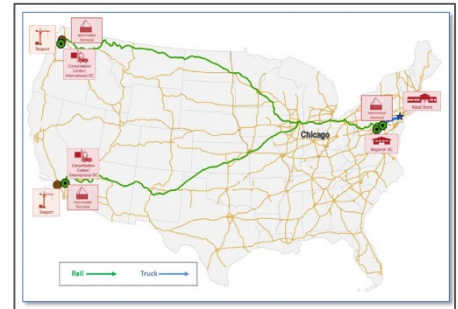 Seaport
Intermodal
Terminal
Consolidation
Center/
International DC
Chicago
Intermodal
Terminal
Retail Store
Regional DC
Consolidation
Center/
International DC
Seaport
Intermodal
Terminal
Rail
Truck